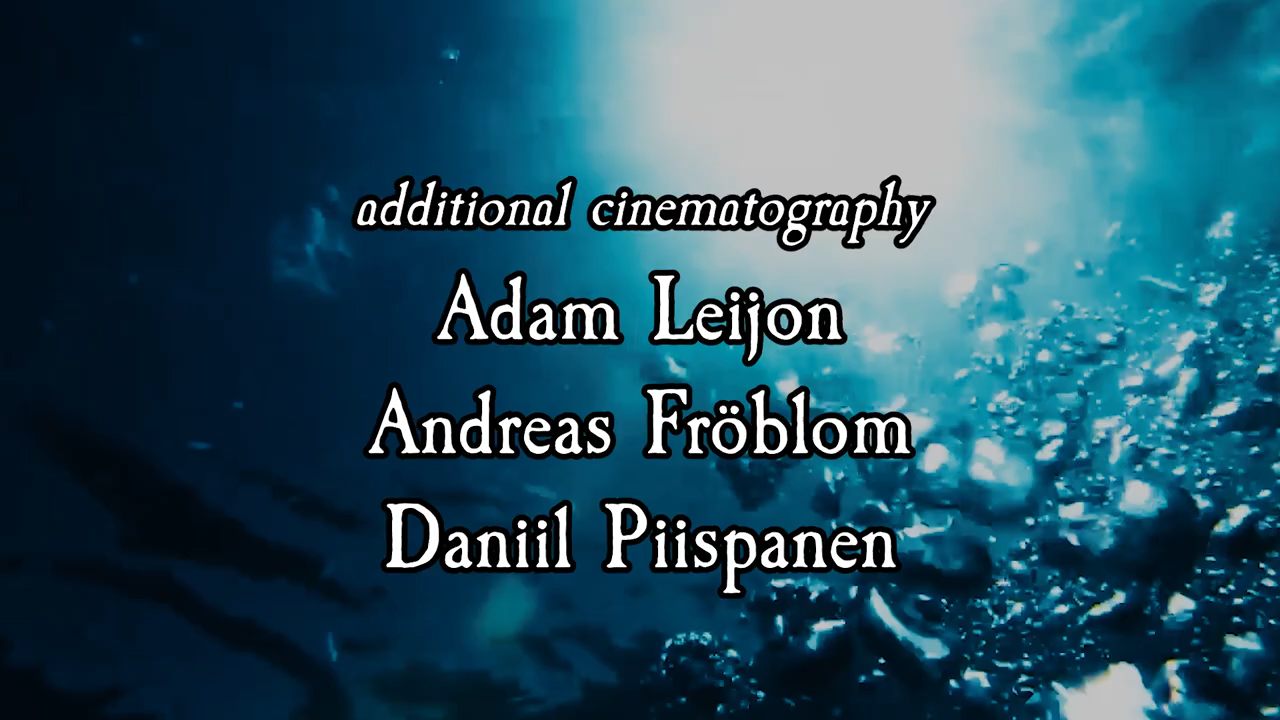 additional cinematography
Adam Leijon
Andreas Fröblom
Daniil Piispanen